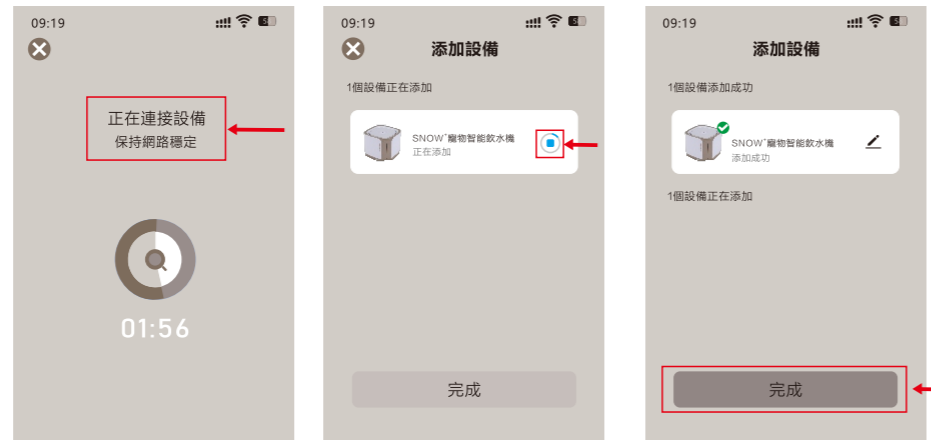 09:19
正在連接設備
保持網路穩定
01:56
09:19
添加設備
1個設備正在添加
SNOW+寵物智能飲水機
正在添加
完成
09:19
添加設備
1個設備添加成功
SNOW+寵物智能飲水機
添加成功
1個設備正在添加
完成